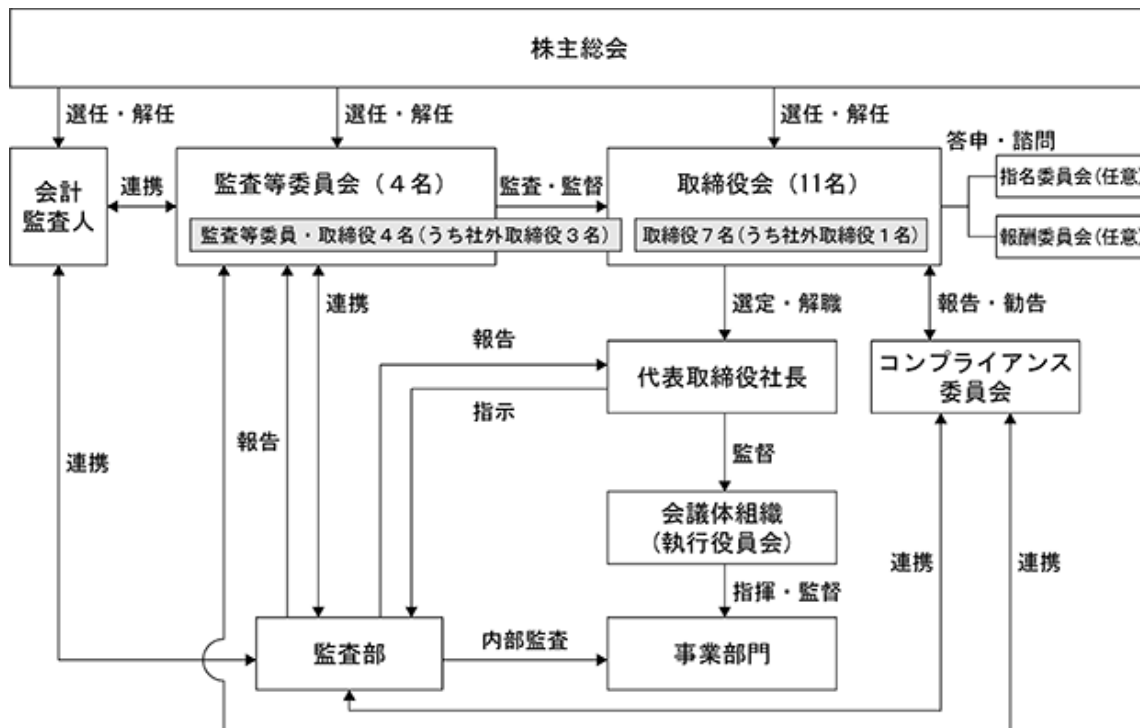 株主総会
選任・解任
選任・解任
選任・解任
答申・諮問
会計
監査人
連携
監査等委員会（4名）
監査等委員・取締役4名(うち社外取締役3名)
監査・監督
取締役会（11名）
取締役7名(うち社外取締役1名)
指名委員会(任意)
報酬委員会(任意)
連携
選定・解職
報告・勧告
報告
代表取締役社長
コンプライアンス
委員会
指示
報告
連携
監督
会議体組織
(執行役員会)
連携
連携
指揮・監督
監査部
内部監査
事業部門